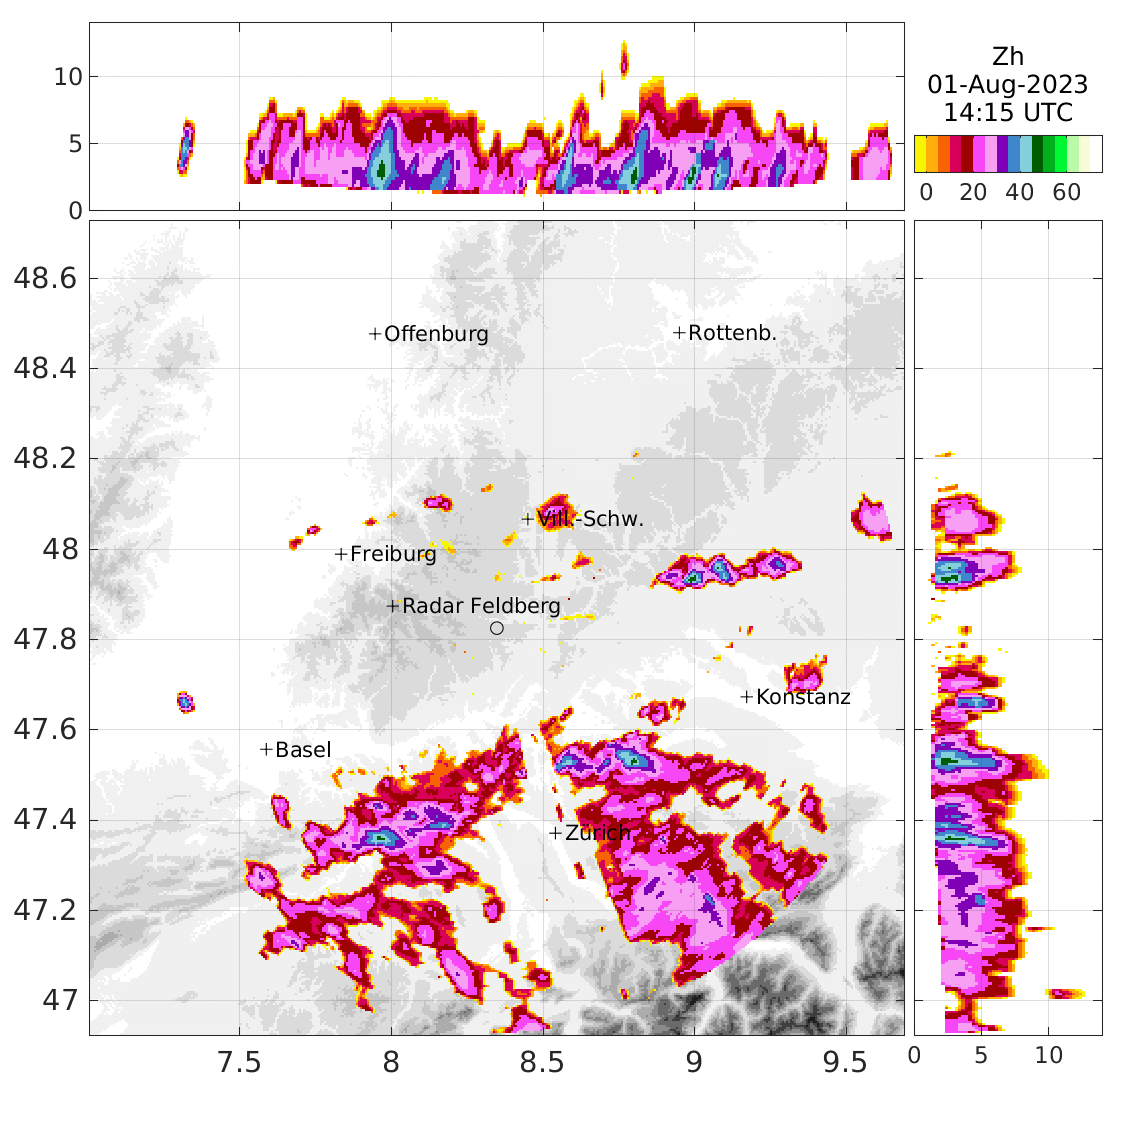 10
5
0
Zh
01-Aug-2023
14:15 UTC
0 20 40 60
48.6
48.4
48.2
48
47.8
47.6
47.4
47.2
47
Offenburg
Rottenb.
Vill.-Schw.
Freiburg
Radar Feldberg
Konstanz
Basel
Zürich
7.5 8 8.5 9 9.5
0 5 10